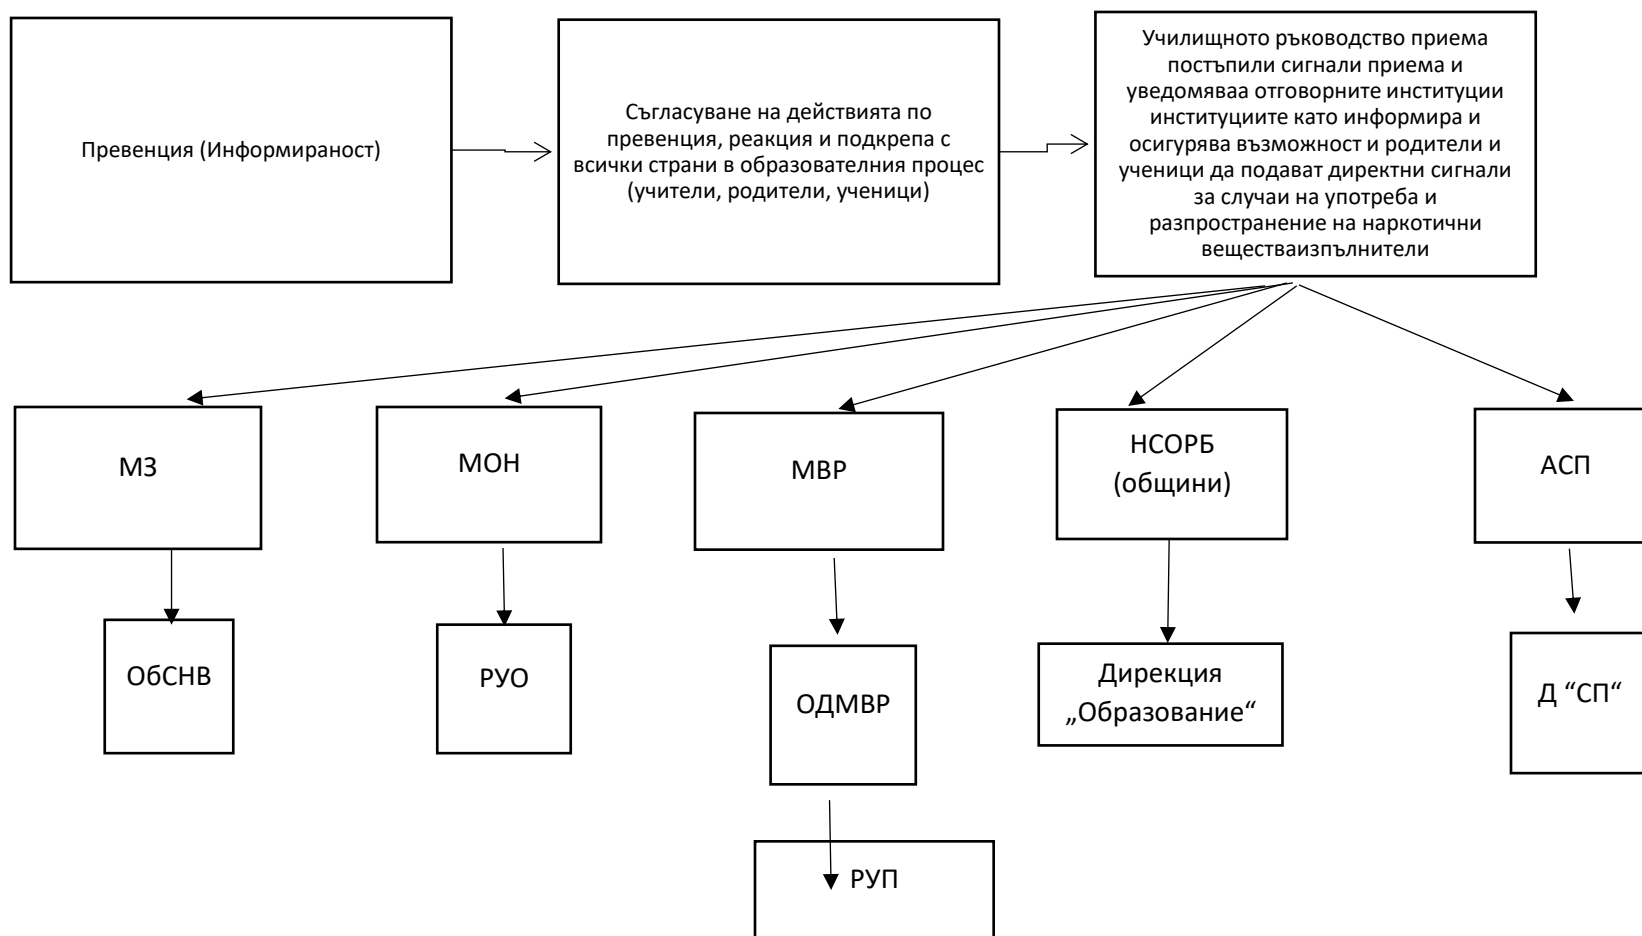 Превенция (Информираност)
Съгласуване на действията по
превенция, реакция и подкрепа с
всички страни в образователния процес
(учители, родители, ученици)
Училищното ръководство приема
постъпили сигнали приема и
уведомяваа отговорните институции
институциите като информира и
осигурява възможност и родители и
ученици да подават директни сигнали
за случаи на употреба и
разпространение на наркотични
веществаизпълнители
МЗ
МОН
МВР
НСОРБ
(общини)
АСП
ОбСНВ
РУО
ОДМВР
Дирекция
„Образование“
Д “СП“
РУП